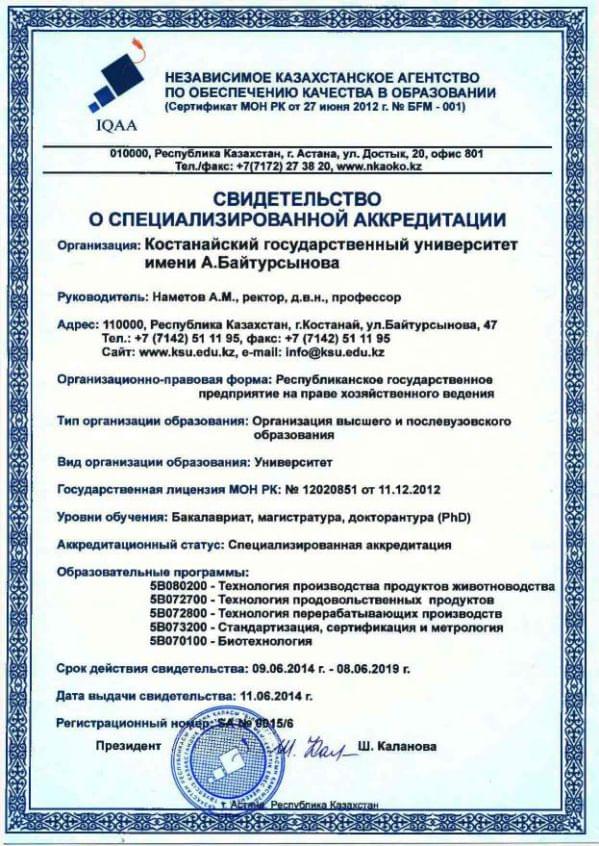 IQAA
НЕЗАВИСИМОЕ КАЗАХСТАНСКОЕ АГЕНТСТВО
ПО ОБЕСПЕЧЕНИЮ КАЧЕСТВА В ОБРАЗОВАНИИ
(Сертификат МОН РК от 27 июня 2012 г. № БFM - 001)
010000, Республика Казахстан, г. Астана, ул. Достык, 20, офис 801
Тел./факс: +7(7172) 27 38 20, www.nkaoko.kz
СВИДЕТЕЛЬСТВО
О СПЕЦИАЛИЗИРОВАННОЙ АККРЕДИТАЦИИ
Организация: Костанайский государственный университет
имени А.Байтурсынова
Руководитель: Наметов А.М., ректор, д.в.н., профессор
Адрес: 110000, Республика Казахстан, г.Костанай, ул.Байтурсынова, 47
Тел.: +7 (7142) 51 11 95, факс: +7 (7142) 51 11 95
Сайт: www.ksu.edu.kz, e-mail: info@ksu.edu.kz
Организационно-правовая форма: Республиканское государственное
предприятие на праве хозяйственного ведения
Тип организации образования: Организация высшего и послевузовского
образования
Вид организации образования: Университет
Государственная лицензия МОН РК: № 12020851 от 11.12.2012
Уровни обучения: Бакалавриат, магистратура, докторантура (PhD)
Аккредитационный статус: Специализированная аккредитация
Образовательные программы:
5В080200 - Технология производства продуктов животноводства
5В072700 - Технология продовольственных продуктов
5В072800 - Технология перерабатывающих производств
5В073200 - Стандартизация, сертификация и метрология
5В070100 - Биотехнология
Срок действия свидетельства: 09.06.2014 г. - 08.06.2019 г.
Дата выдачи свидетельства: 11.06.2014 г.
Регистрационный номер: SA № 0015/6
Президент Ш. Каланова
г. Астана, Республика Казахстан